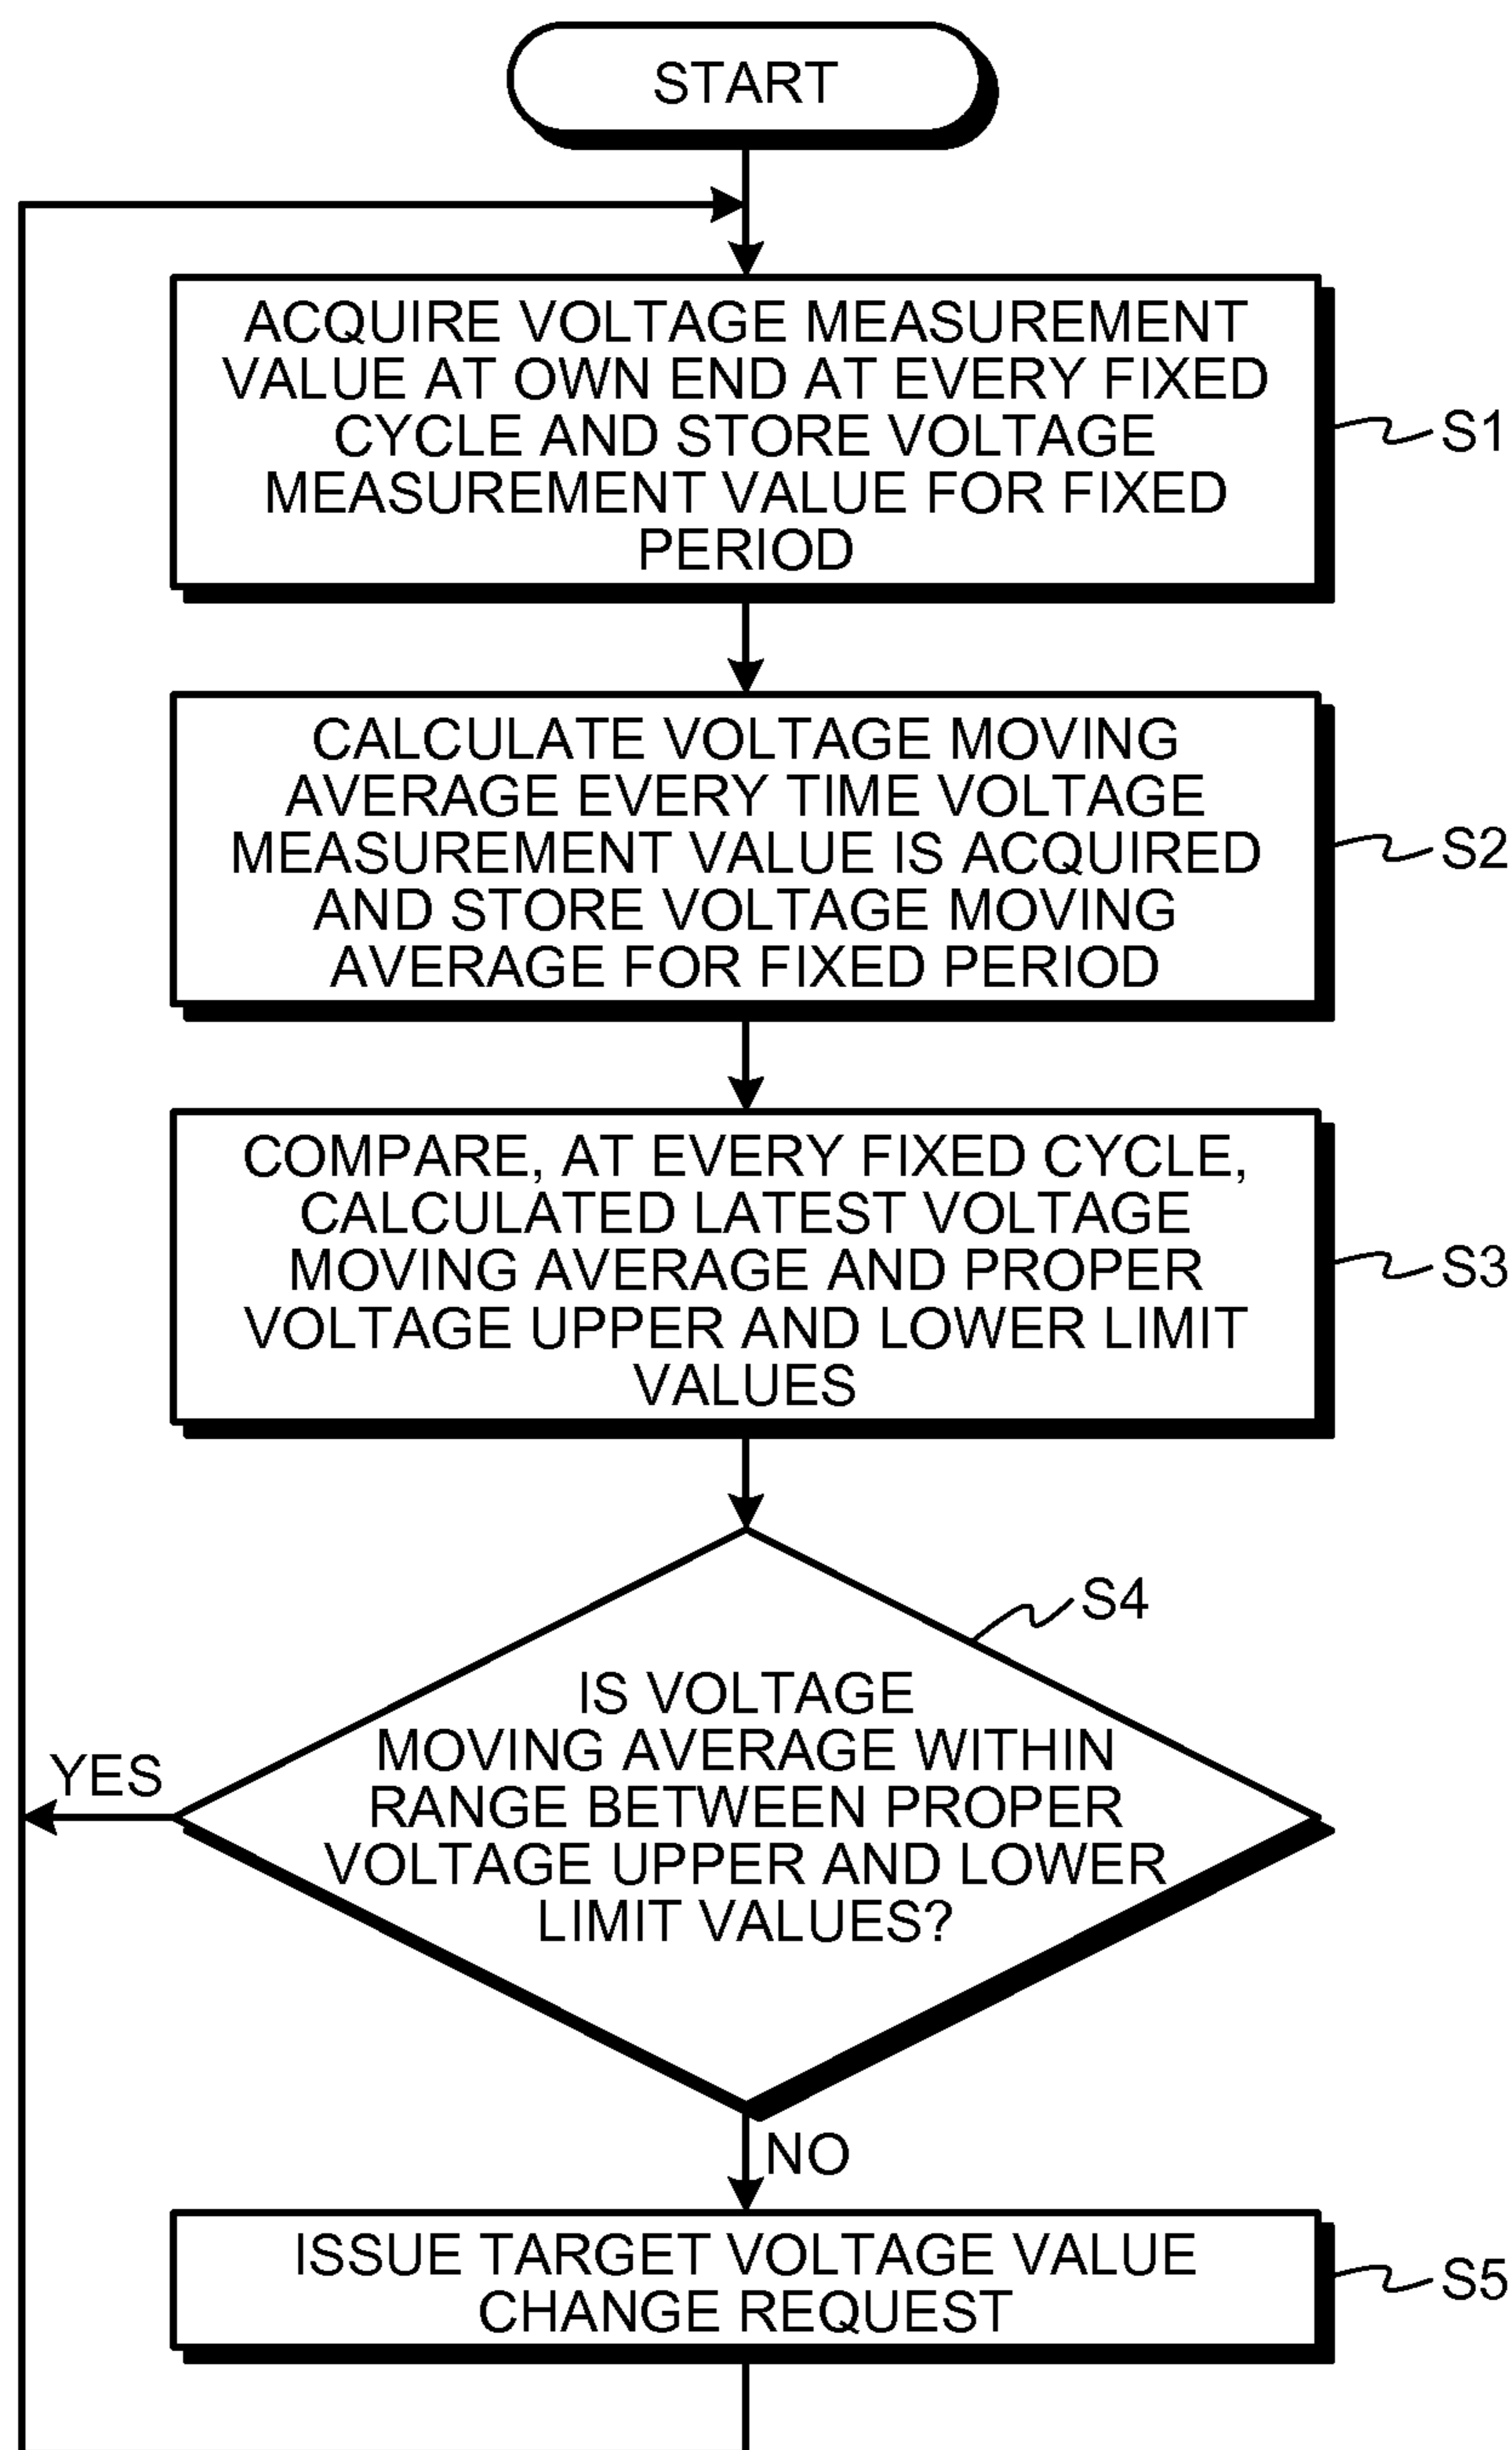 START
ACQUIRE VOLTAGE MEASUREMENT
VALUE AT OWN END AT EVERY FIXED
CYCLE AND STORE VOLTAGE
MEASUREMENT VALUE FOR FIXED
PERIOD
S1
CALCULATE VOLTAGE MOVING
AVERAGE EVERY TIME VOLTAGE
MEASUREMENT VALUE IS ACQUIRED
AND STORE VOLTAGE MOVING
AVERAGE FOR FIXED PERIOD
S2
COMPARE, AT EVERY FIXED CYCLE,
CALCULATED LATEST VOLTAGE
MOVING AVERAGE AND PROPER
VOLTAGE UPPER AND LOWER LIMIT
VALUES
S3
S4
IS VOLTAGE
MOVING AVERAGE WITHIN
RANGE BETWEEN PROPER
VOLTAGE UPPER AND LOWER
LIMIT VALUES?
YES
NO
ISSUE TARGET VOLTAGE VALUE
CHANGE REQUEST
S5